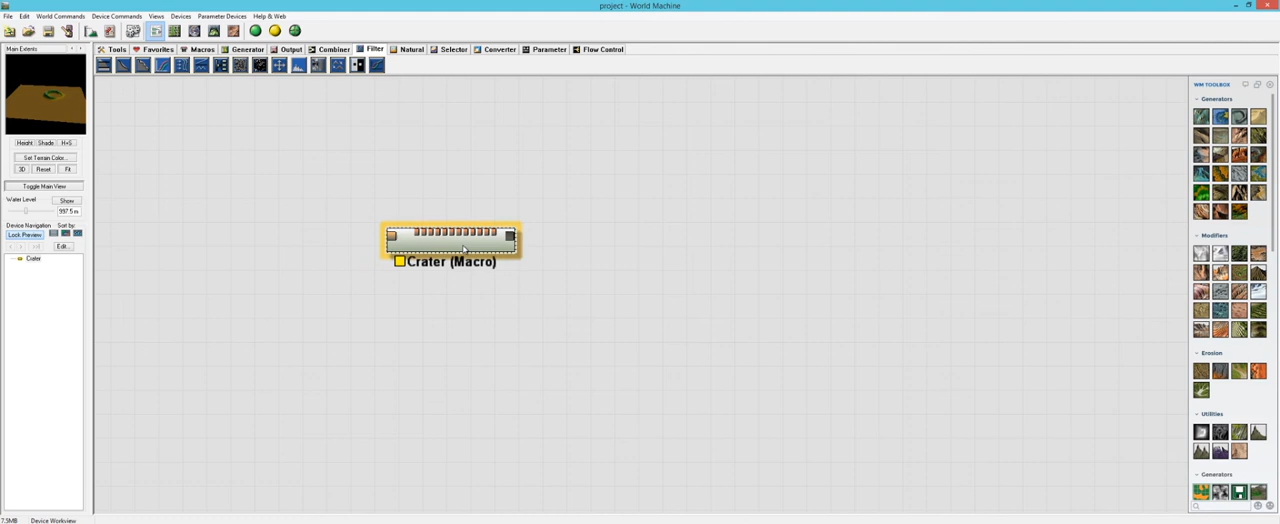 project - World Machine
File Edit World Commands Device Commands Views Devices Parameter Devices Help & Web
Main Extents
Tools Favorites Macros Generator Output Combiner Filter Natural Selector Converter Parameter Flow Control
Height Shade H+S
Set Terrain Color...
3D Reset Fit
Toggle Main View
Water Level Show
997.5 m
Device Navigation Sort by:
Lock Preview
Edit...
Crater
Crater (Macro)
WM TOOLBOX
Generators
Modifiers
Erosion
Utilities
Generators
7.5MB Device Workview